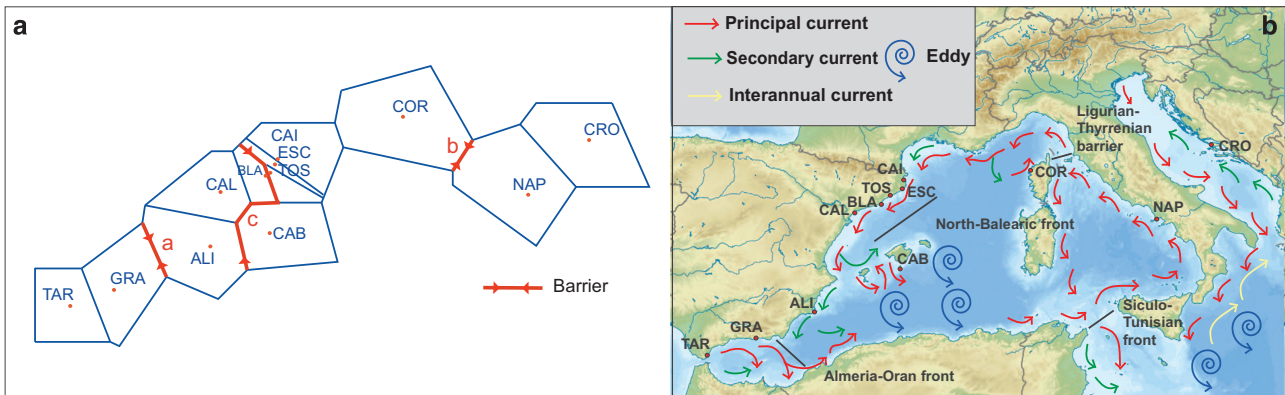 a
COR
CAI
ESC
TOS
BLA
CAL
b
CRO
NAP
c
CAB
a
ALI
GRA
TAR
Barrier
b
Principal current
Secondary current
Eddy
Interannual current
Ligurian-
Thyrrenian
barrier
CRO
CAI
COR
TOS
ESC
BLA
CAL
NAP
North-Balearic front
CAB
ALI
Siculo-
Tunisian
front
GRA
TAR
Almeria-Oran front